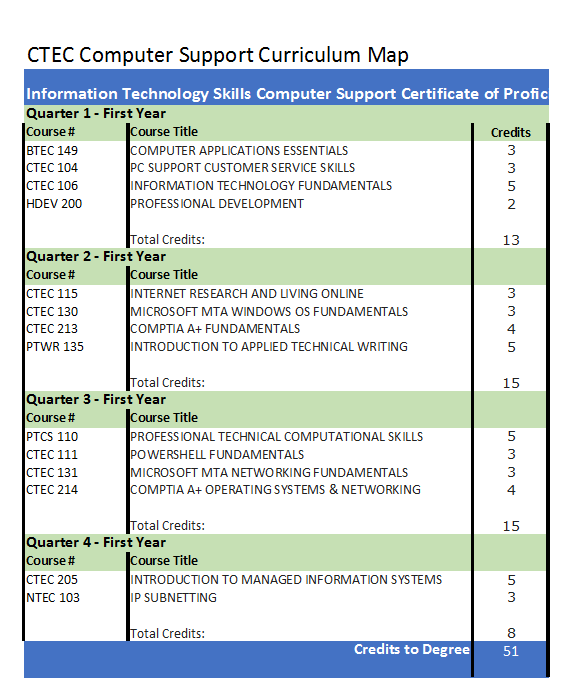 CTEC Computer Support Curriculum Map
Information Technology Skills Computer Support Certificate of Profic
Quarter 1 - First Year
Course # Course Title Credits
BTEC 149 COMPUTER APPLICATIONS ESSENTIALS 3
CTEC 104 PC SUPPORT CUSTOMER SERVICE SKILLS 3
CTEC 106 INFORMATION TECHNOLOGY FUNDAMENTALS 5
HDEV 200 PROFESSIONAL DEVELOPMENT 2
Total Credits: 13
Quarter 2 - First Year
Course # Course Title
CTEC 115 INTERNET RESEARCH AND LIVING ONLINE 3
CTEC 130 MICROSOFT MTA WINDOWS OS FUNDAMENTALS 3
CTEC 213 COMPTIA A+ FUNDAMENTALS 4
PTWR 135 INTRODUCTION TO APPLIED TECHNICAL WRITING 5
Total Credits: 15
Quarter 3 - First Year
Course # Course Title
PTCS 110 PROFESSIONAL TECHNICAL COMPUTATIONAL SKILLS 5
CTEC 111 POWERSHELL FUNDAMENTALS 3
CTEC 131 MICROSOFT MTA NETWORKING FUNDAMENTALS 3
CTEC 214 COMPTIA A+ OPERATING SYSTEMS & NETWORKING 4
Total Credits: 15
Quarter 4 - First Year
Course # Course Title
CTEC 205 INTRODUCTION TO MANAGED INFORMATION SYSTEMS 5
NTEC 103 IP SUBNETTING 3
Total Credits: 8
Credits to Degree 51